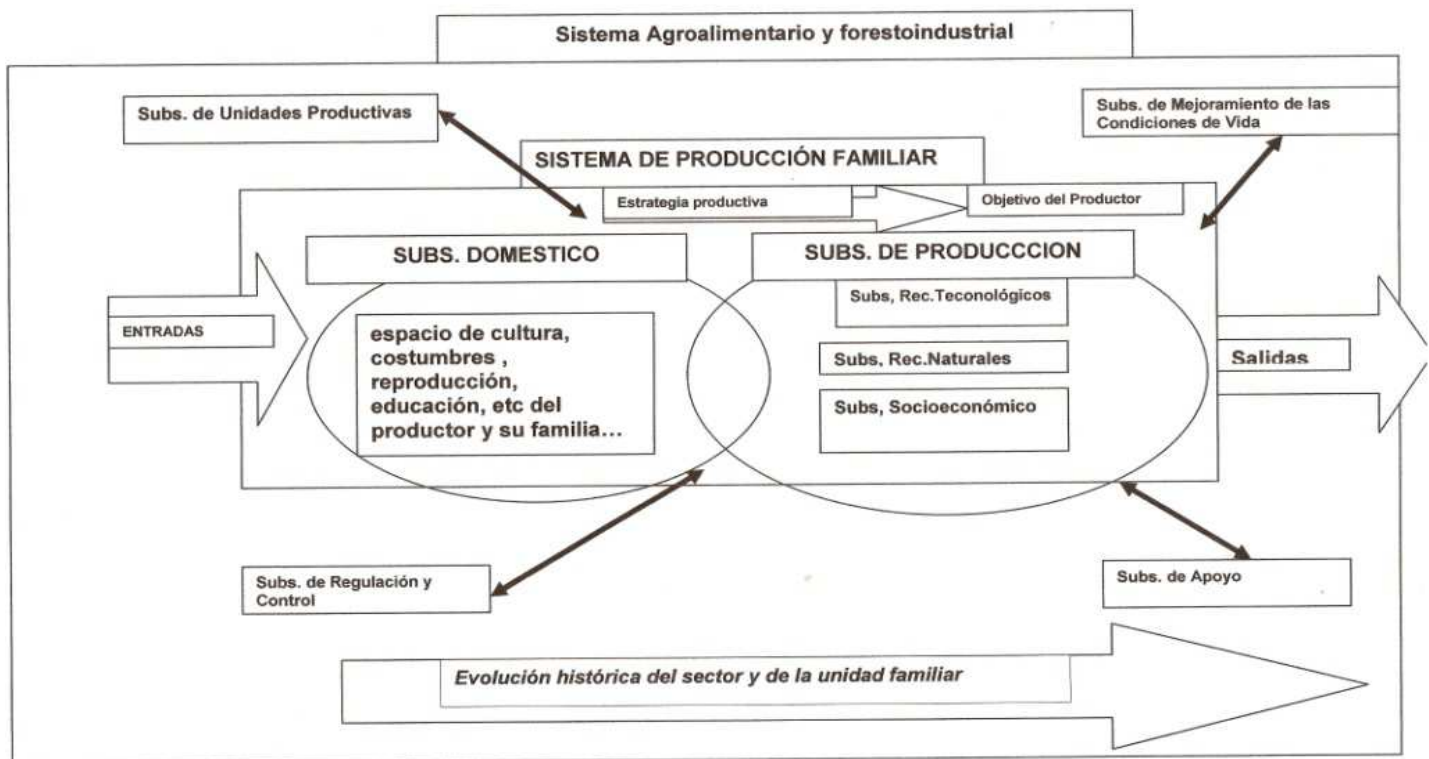 Sistema Agroalimentario y forestoindustrial
Subs. de Unidades Productivas
Subs. de Mejoramiento de las
Condiciones de Vida
SISTEMA DE PRODUCCIÓN FAMILIAR
Estrategia productiva
Objetivo del Productor
SUBS. DOMESTICO
SUBS. DE PRODUCCCION
Subs, Rec.Teconológicos
ENTRADAS
espacio de cultura,
costumbres ,
reproducción,
educación, etc del
productor y su familia...
Subs, Rec.Naturales
Subs, Socioeconómico
Salidas
Subs. de Regulación y
Control
Subs. de Apoyo
Evolución histórica del sector y de la unidad familiar